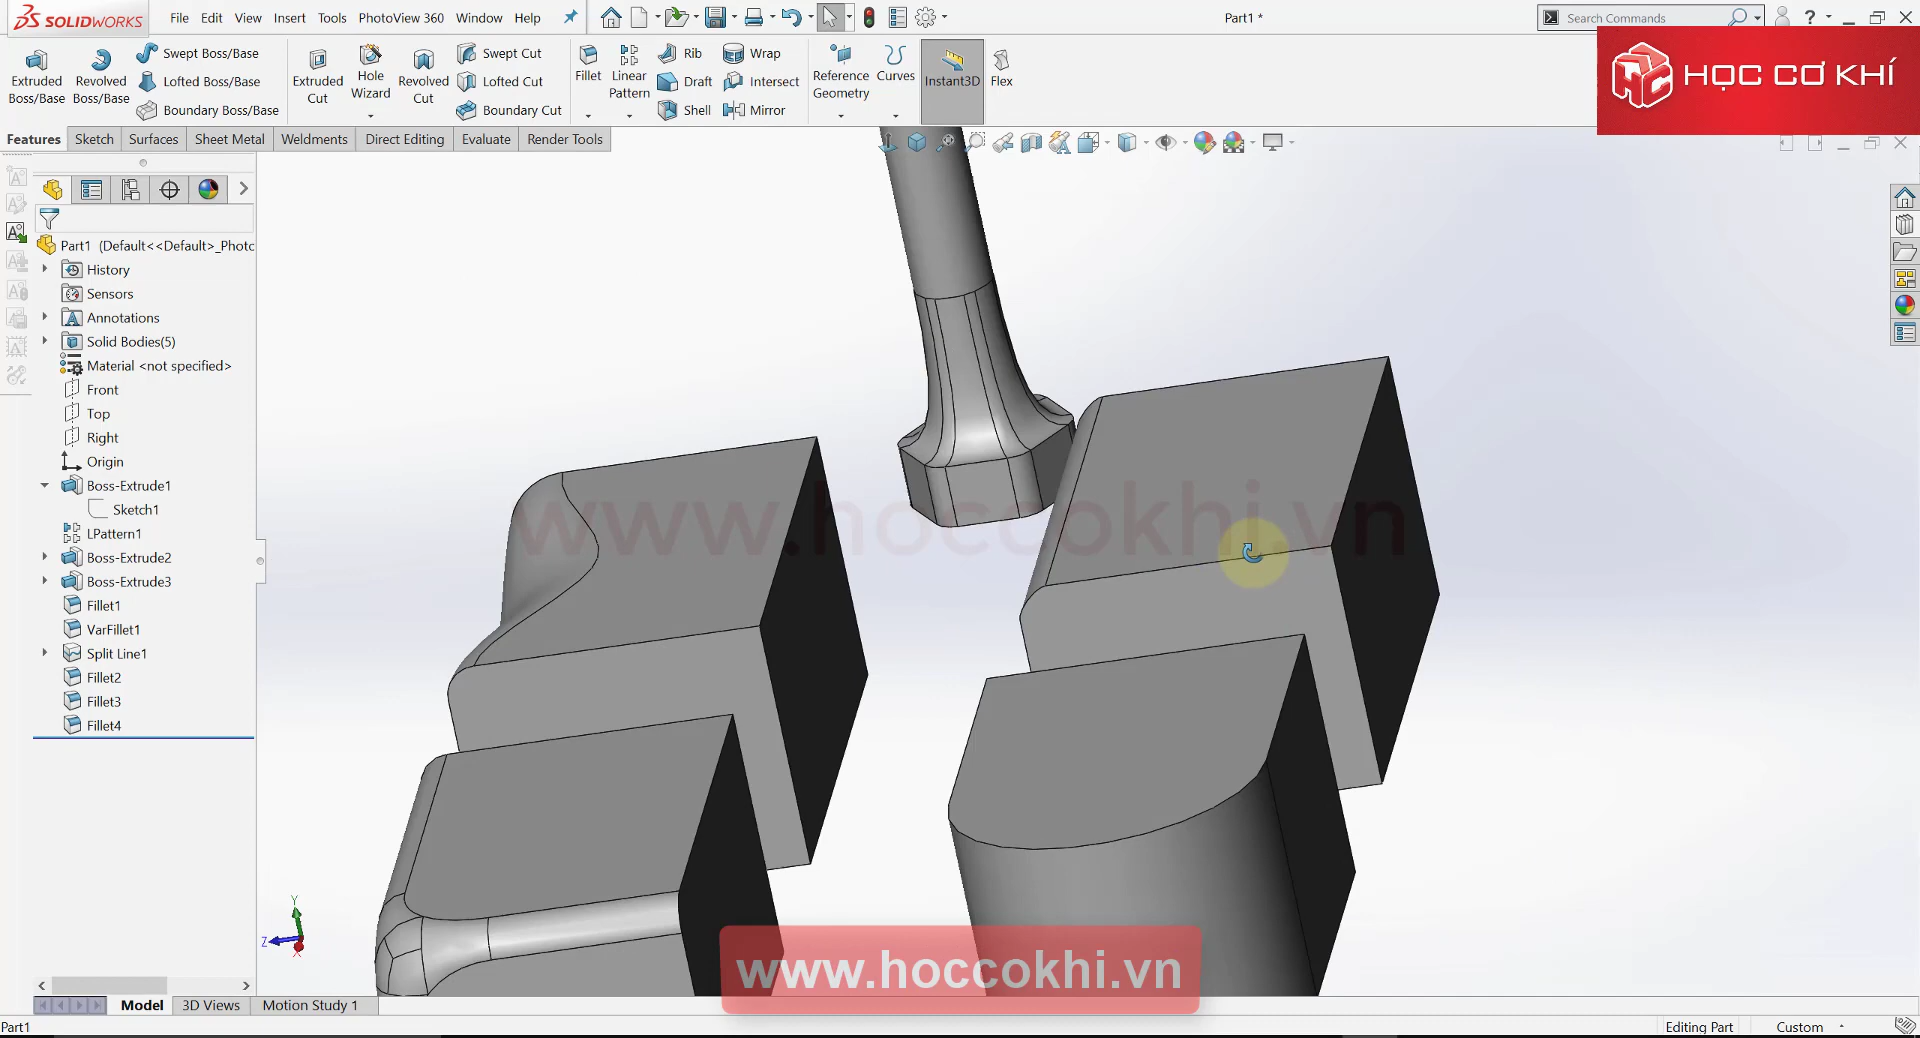 SOLIDWORKS File Edit View Insert Tools PhotoView 360 Window Help Part1 * Search Commands ?
HỌC CƠ KHÍ
Extruded Boss/Base
Revolved Boss/Base
Swept Boss/Base
Lofted Boss/Base
Boundary Boss/Base
Extruded Cut
Hole Wizard
Revolved Cut
Swept Cut
Lofted Cut
Boundary Cut
Fillet
Linear Pattern
Rib
Draft
Shell
Wrap
Intersect
Mirror
Reference Geometry
Curves
Instant3D
Flex
Features Sketch Surfaces Sheet Metal Weldments Direct Editing Evaluate Render Tools
Part1 (Default<<Default>_Photo
History
Sensors
Annotations
Solid Bodies(5)
Material <not specified>
Front
Top
Right
Origin
Boss-Extrude1
Sketch1
LPattern1
Boss-Extrude2
Boss-Extrude3
Fillet1
VarFillet1
Split Line1
Fillet2
Fillet3
Fillet4
www.hoccokhi.vn
Y
Z
X
www.hoccokhi.vn
Model 3D Views Motion Study 1
Part1 Editing Part Custom